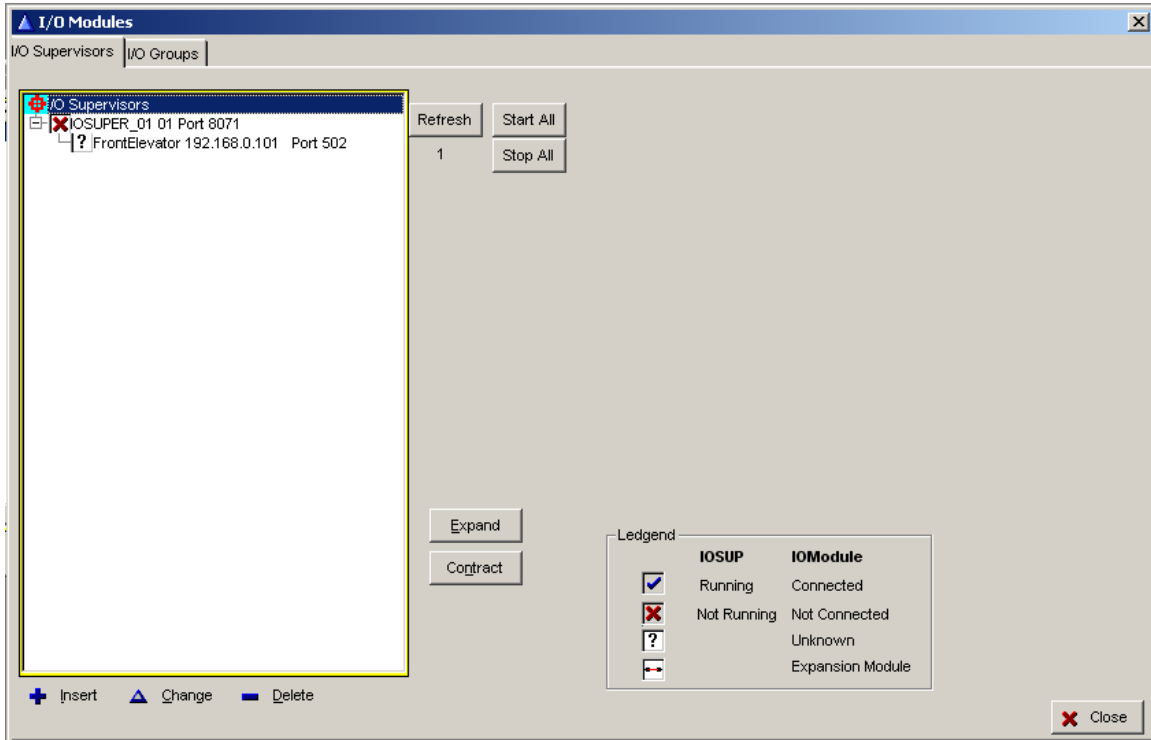 I/O Modules
I/O Supervisors
I/O Groups
I/O Supervisors
IOSUPER_01 01 Port 8071
? FrontElevator 192.168.0.101 Port 502
Refresh
Start All
1
Stop All
Expand
Contract
Ledgend
IOSUP IOModule
Running Connected
Not Running Not Connected
? Unknown
Expansion Module
Insert Change Delete
Close